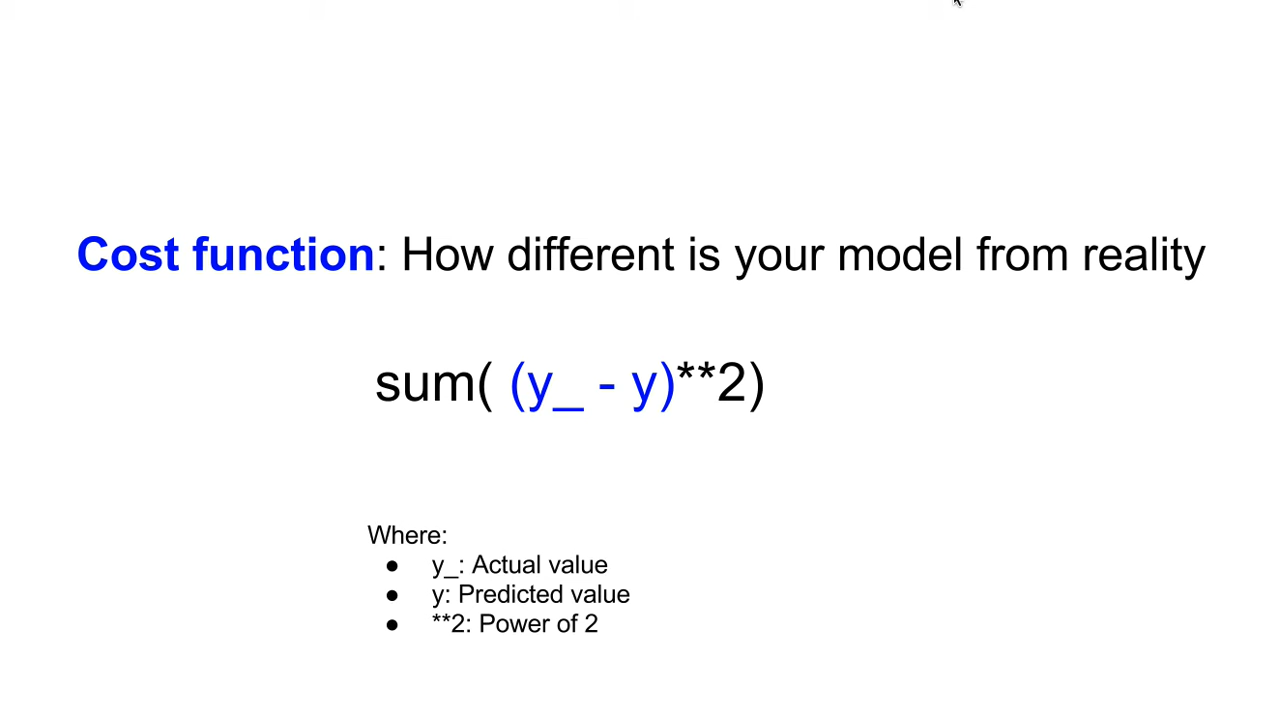 Cost function: How different is your model from reality
sum( (y_ - y)**2)
Where:
● y_: Actual value
● y: Predicted value
● **2: Power of 2